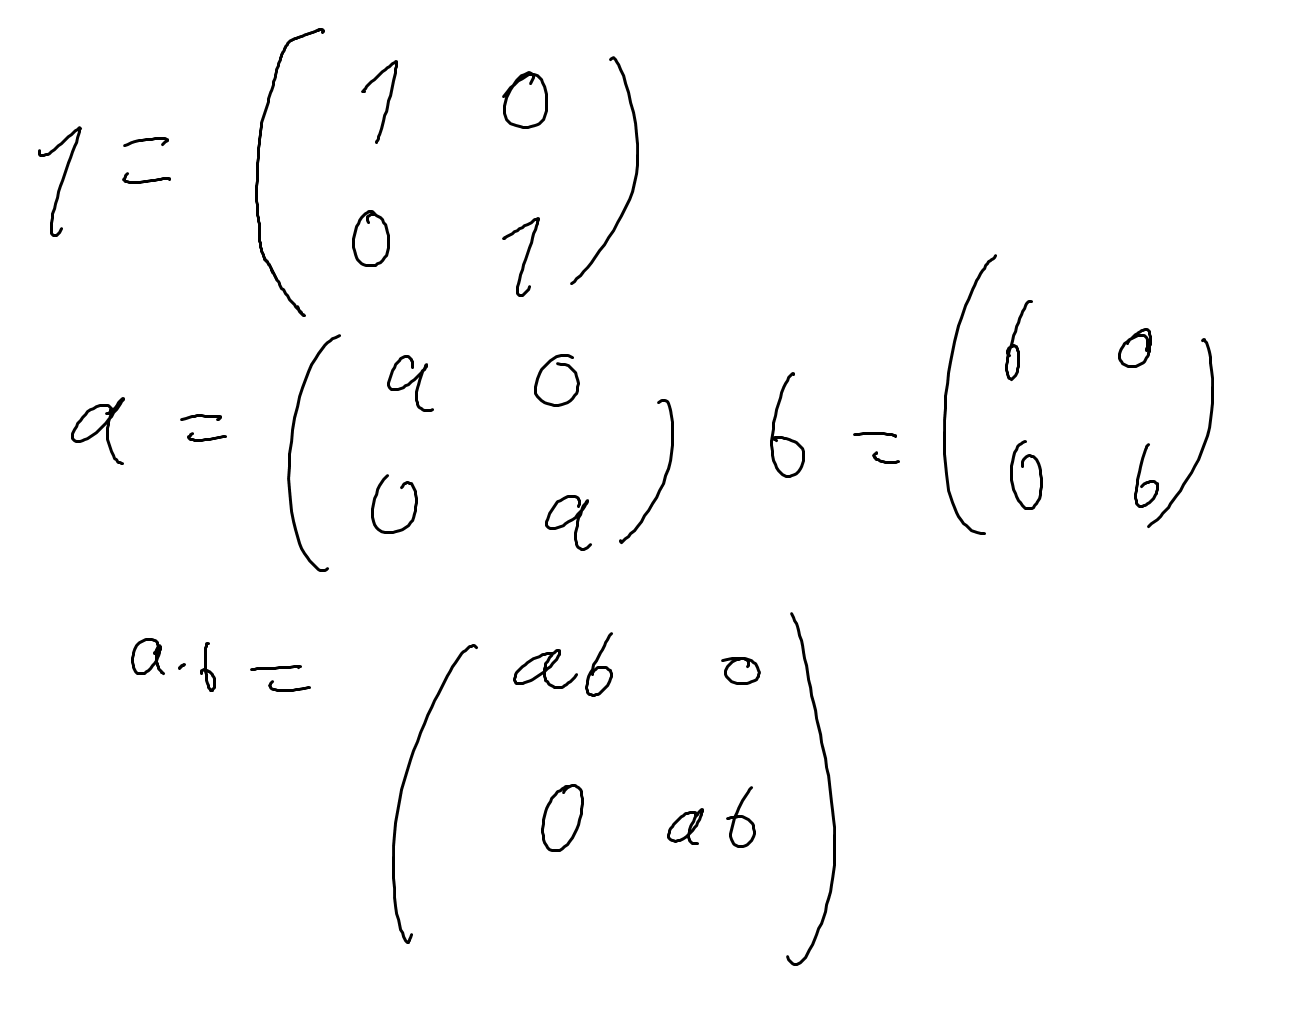 1 = ( 1 0
0 1 )
a = ( a 0
0 a ) b = ( b 0
0 b )
a·b = ( ab 0
0 ab )